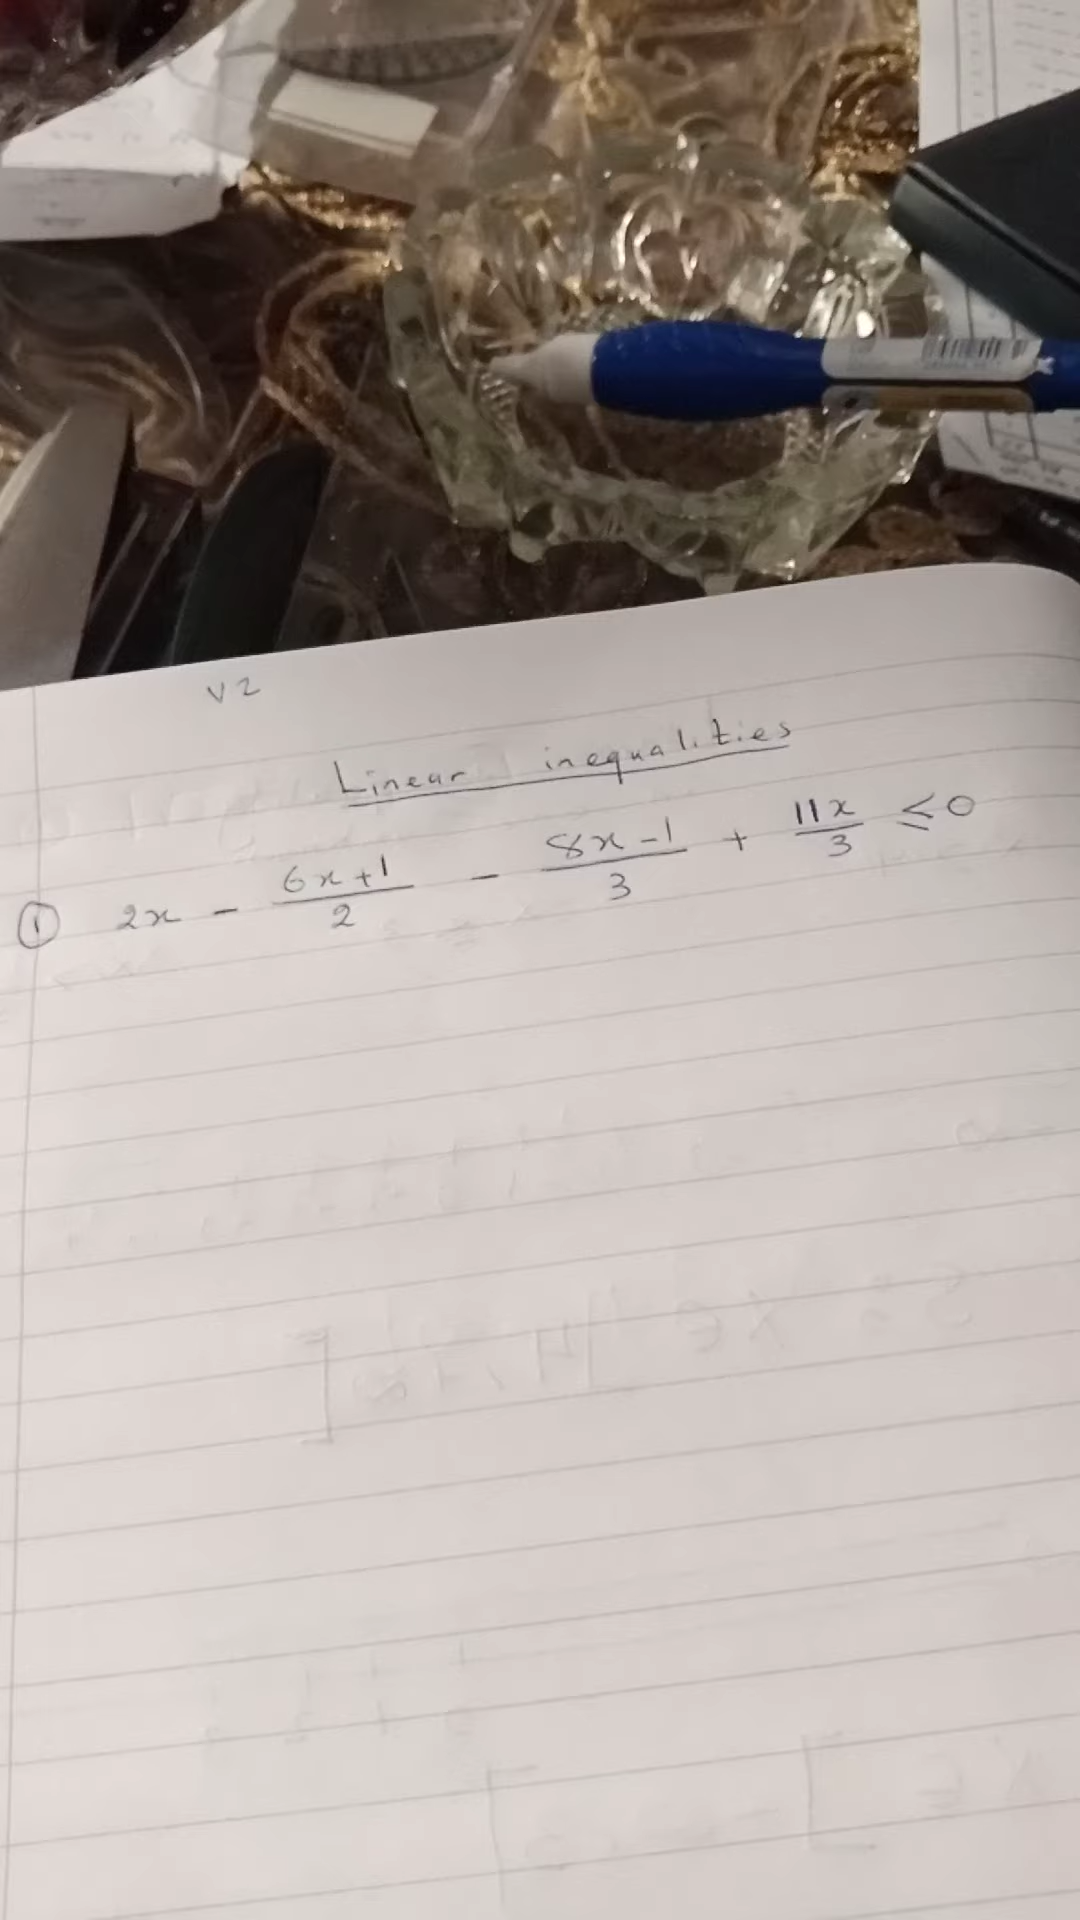 V2
Linear inequalities
① 2x - 6x+1/2 - 8x-1/3 + 11x/3 ≤ 0